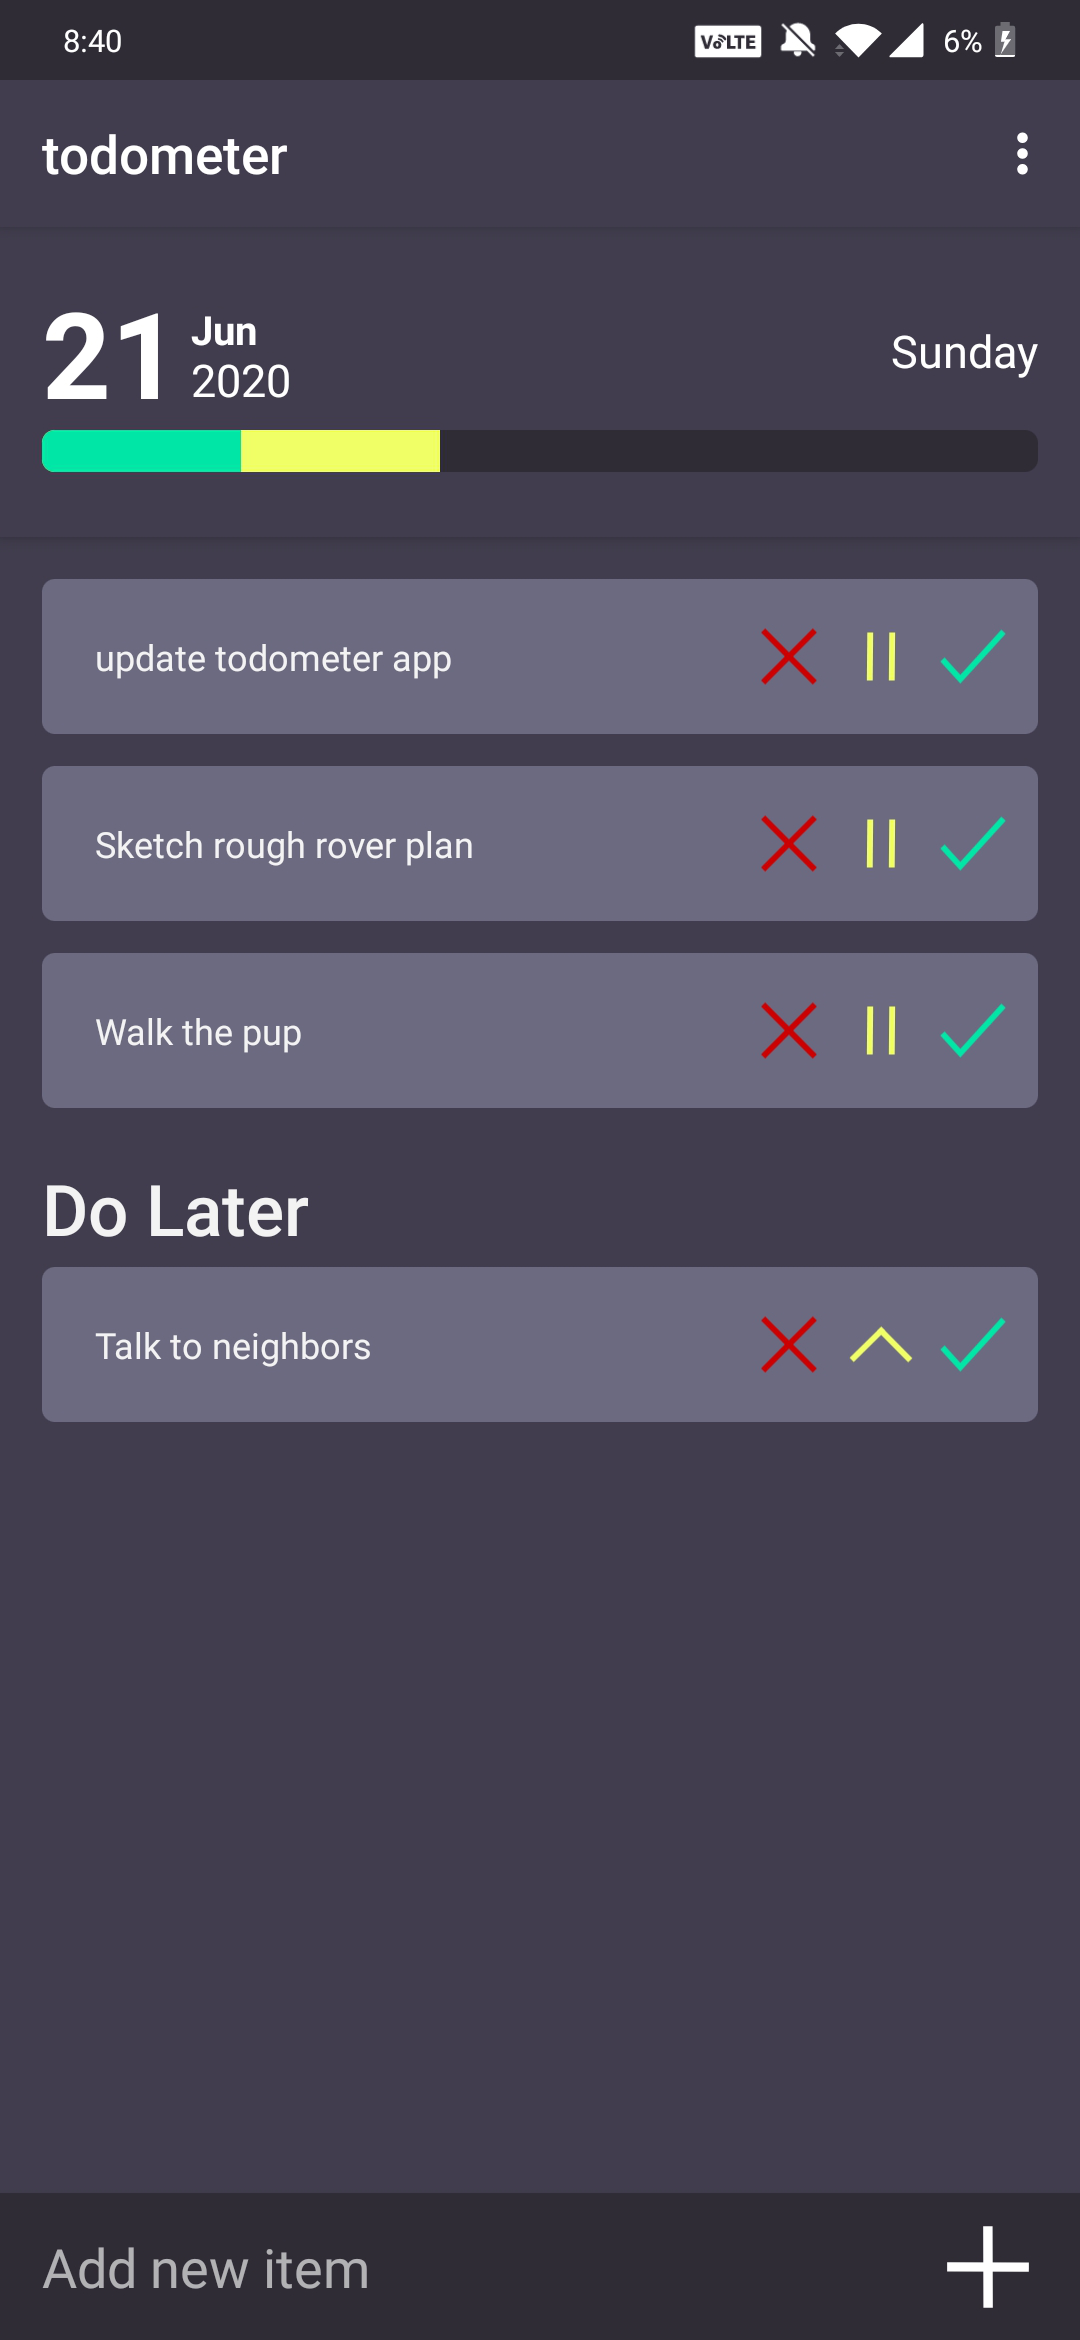 8:40
VoLTE
6%
todometer
21
Jun
2020
Sunday
update todometer app
Sketch rough rover plan
Walk the pup
Do Later
Talk to neighbors
Add new item